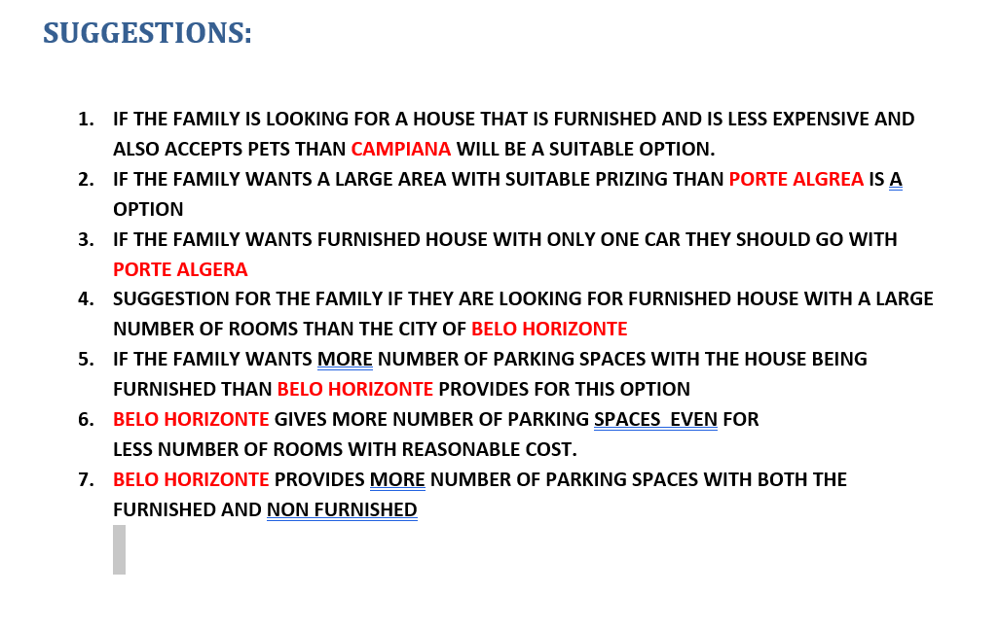 SUGGESTIONS:
1. IF THE FAMILY IS LOOKING FOR A HOUSE THAT IS FURNISHED AND IS LESS EXPENSIVE AND
ALSO ACCEPTS PETS THAN CAMPIANA WILL BE A SUITABLE OPTION.
2. IF THE FAMILY WANTS A LARGE AREA WITH SUITABLE PRIZING THAN PORTE ALGREA IS A
OPTION
3. IF THE FAMILY WANTS FURNISHED HOUSE WITH ONLY ONE CAR THEY SHOULD GO WITH
PORTE ALGERA
4. SUGGESTION FOR THE FAMILY IF THEY ARE LOOKING FOR FURNISHED HOUSE WITH A LARGE
NUMBER OF ROOMS THAN THE CITY OF BELO HORIZONTE
5. IF THE FAMILY WANTS MORE NUMBER OF PARKING SPACES WITH THE HOUSE BEING
FURNISHED THAN BELO HORIZONTE PROVIDES FOR THIS OPTION
6. BELO HORIZONTE GIVES MORE NUMBER OF PARKING SPACES  EVEN FOR
LESS NUMBER OF ROOMS WITH REASONABLE COST.
7. BELO HORIZONTE PROVIDES MORE NUMBER OF PARKING SPACES WITH BOTH THE
FURNISHED AND NON FURNISHED